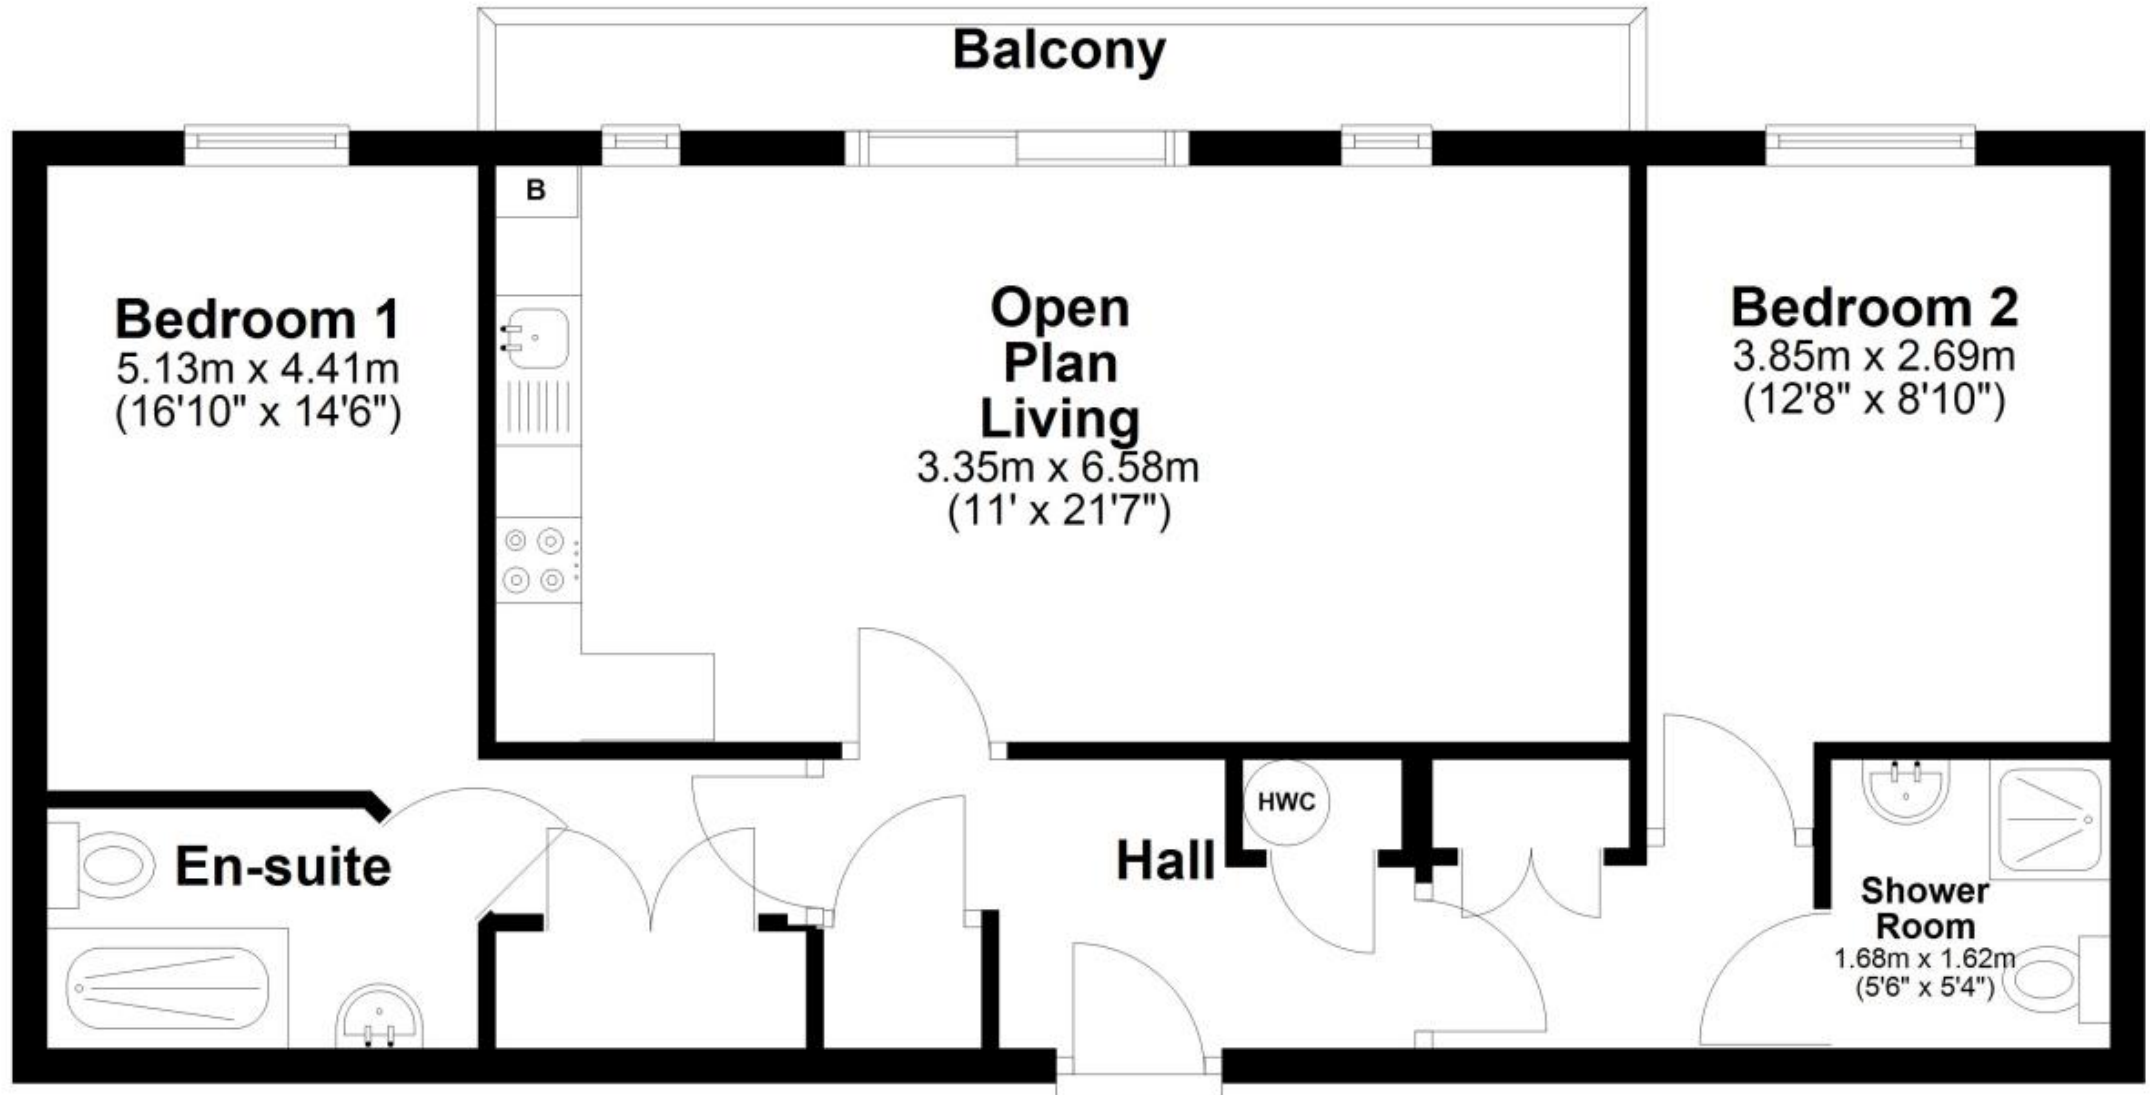 Balcony
B
Bedroom 1
5.13m x 4.41m
(16'10" x 14'6")
Open
Plan
Living
3.35m x 6.58m
(11' x 21'7")
Bedroom 2
3.85m x 2.69m
(12'8" x 8'10")
En-suite
Hall
HWC
Shower
Room
1.68m x 1.62m
(5'6" x 5'4")